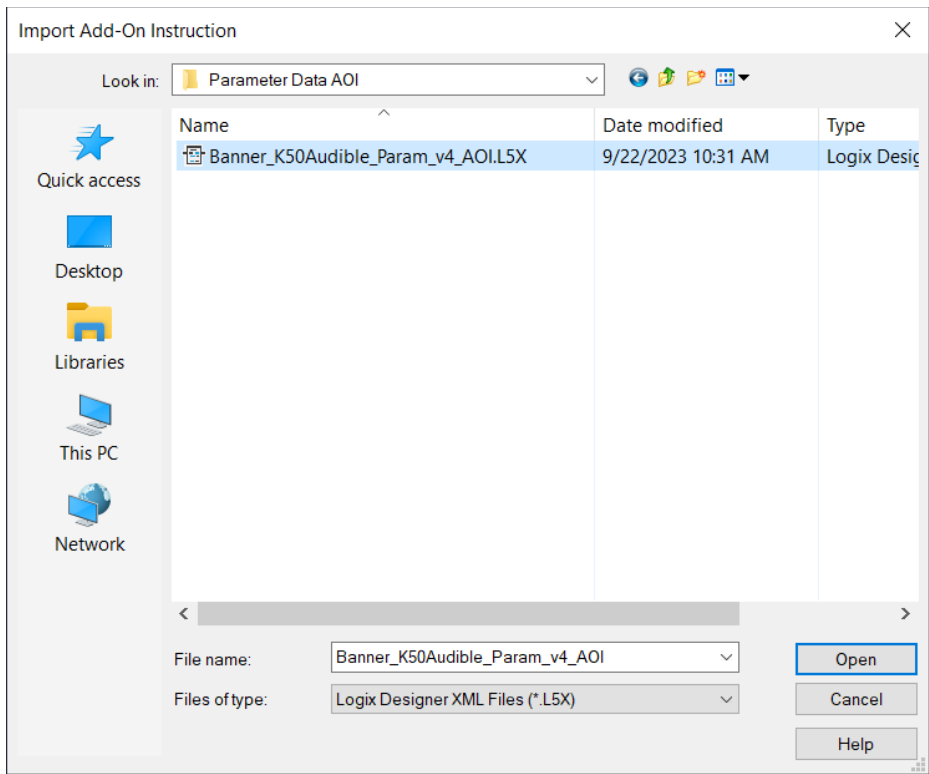 Import Add-On Instruction
Look in: Parameter Data AOI
Name Date modified Type
Banner_K50Audible_Param_v4_AOI.L5X 9/22/2023 10:31 AM Logix Desig
Quick access
Desktop
Libraries
This PC
Network
File name: Banner_K50Audible_Param_v4_AOI Open
Files of type: Logix Designer XML Files (*.L5X) Cancel
Help